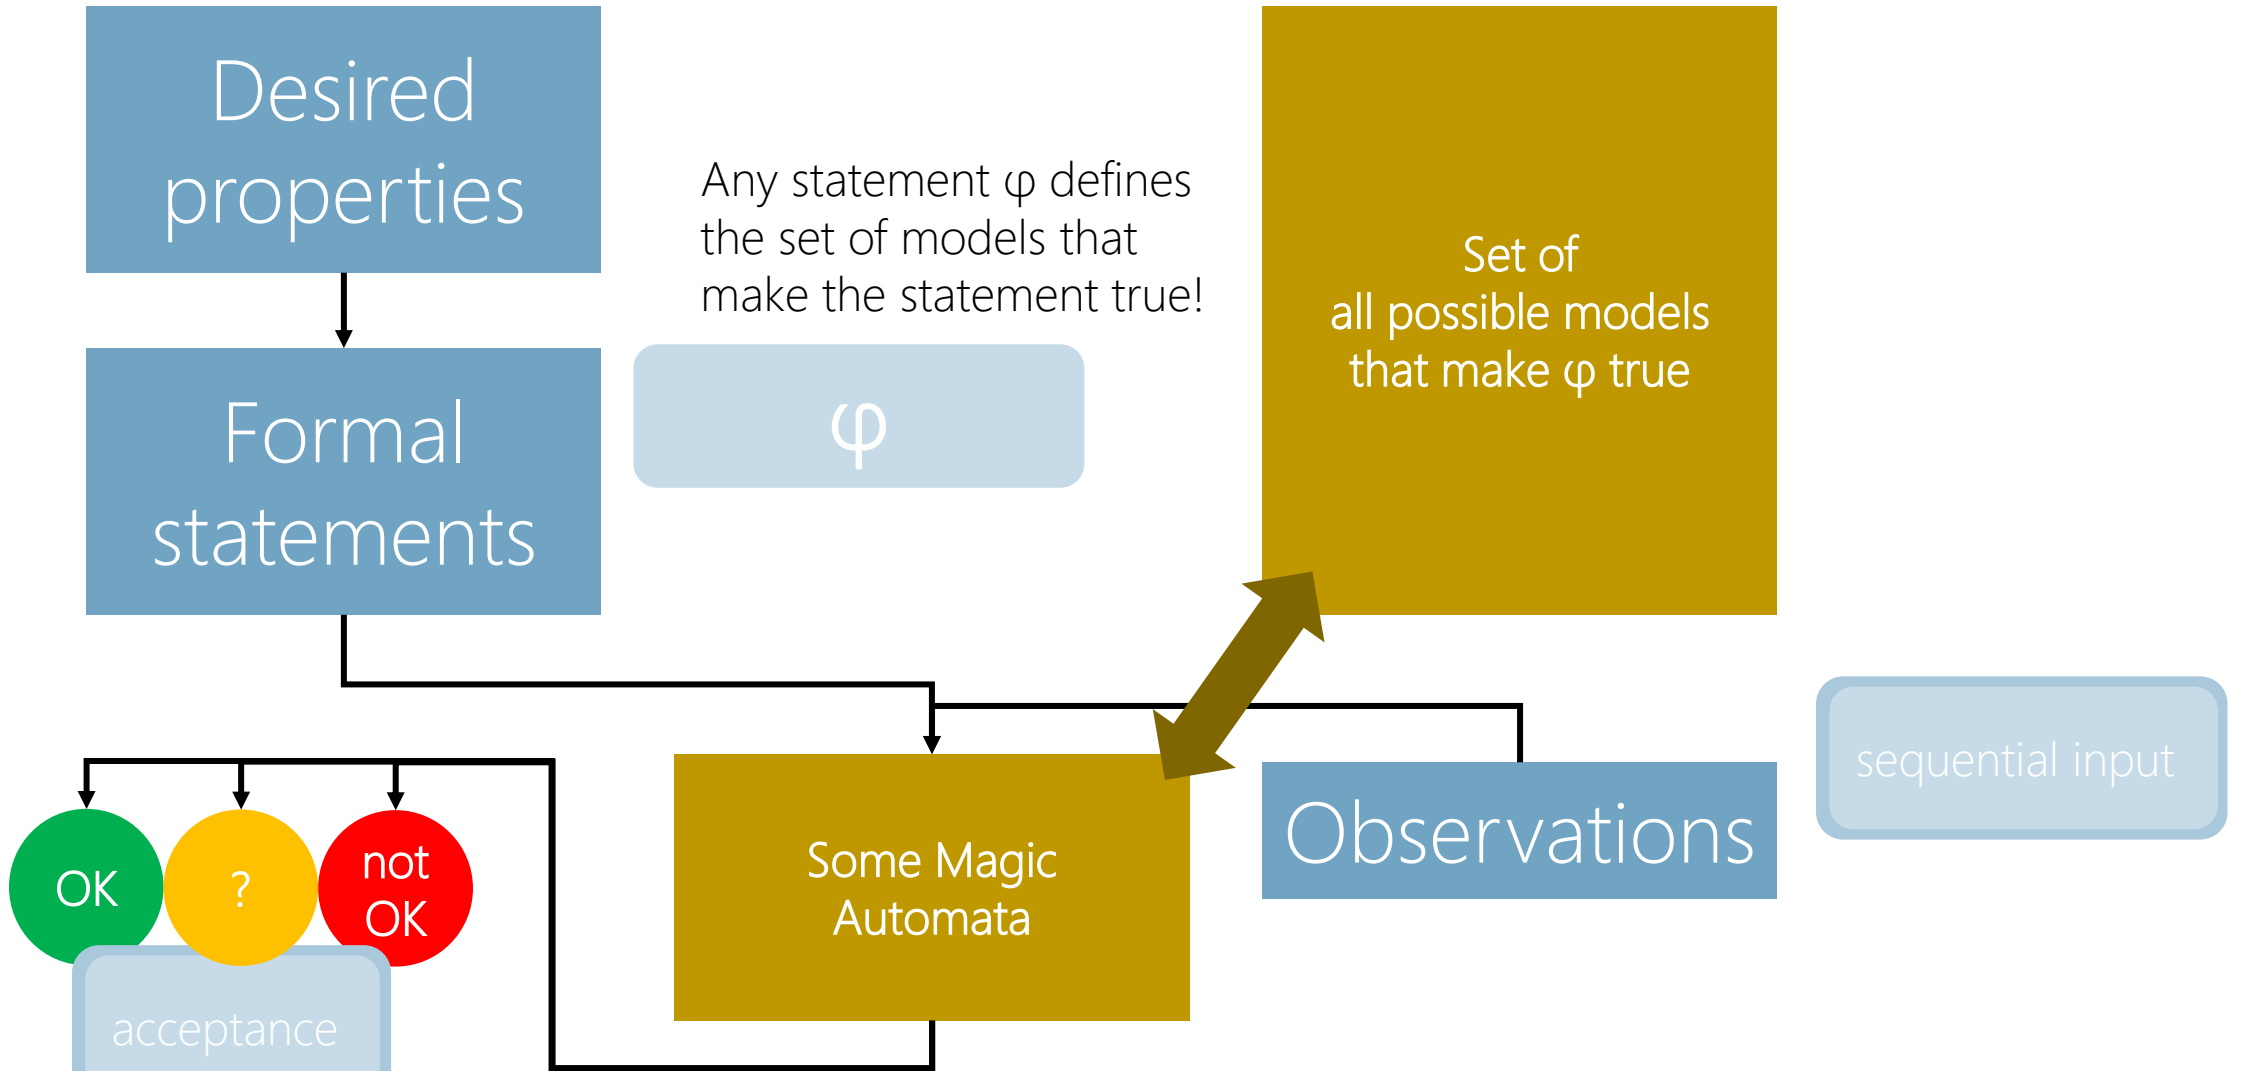 Desired
properties
Any statement φ defines
the set of models that
make the statement true!
Set of
all possible models
that make φ true
Formal
statements
φ
sequential input
Observations
Some Magic
Automata
OK
?
not
OK
acceptance